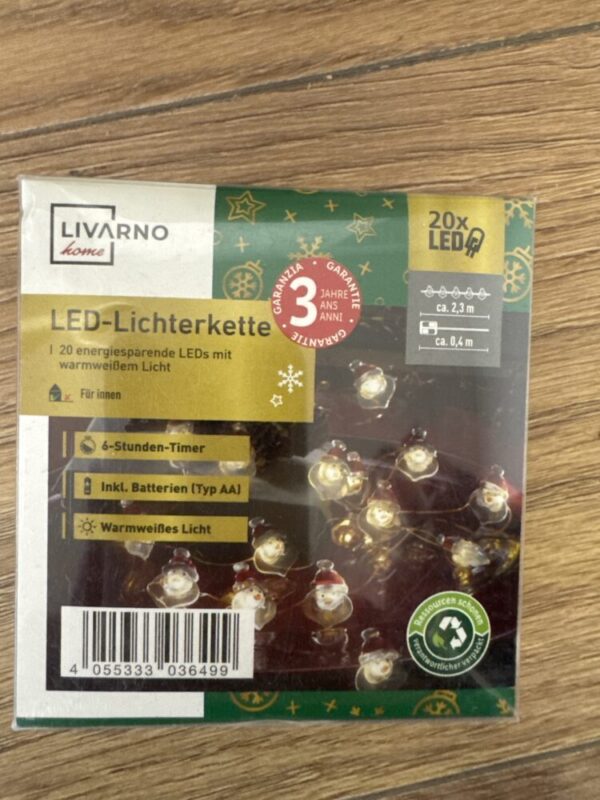 LIVARNO
home
20x
LED
ca. 2,3 m
ca. 0,4 m
GARANZIA • GARANTIE • GARANTIE
3 JAHRE
ANS
ANNI
LED-Lichterkette
20 energiesparende LEDs mit
warmweißem Licht
Für innen
6-Stunden-Timer
Inkl. Batterien (Typ AA)
Warmweißes Licht
Ressourcen schonen
verantwortlicher verpackt
4 055333 036499